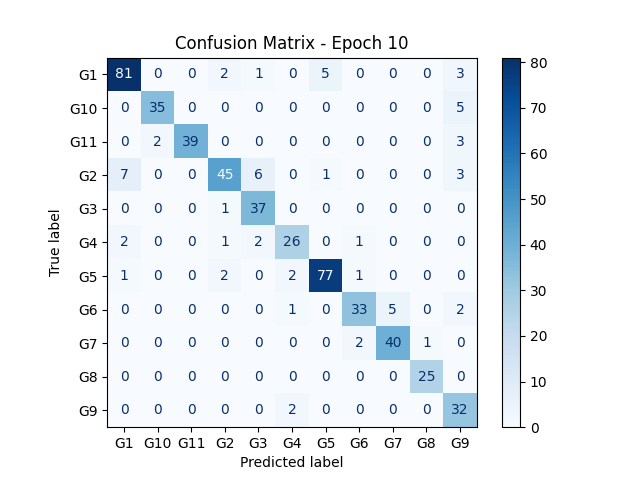 Confusion Matrix - Epoch 10
True label
G1 81 0 0 2 1 0 5 0 0 0 3
G10 0 35 0 0 0 0 0 0 0 0 5
G11 0 2 39 0 0 0 0 0 0 0 3
G2 7 0 0 45 6 0 1 0 0 0 3
G3 0 0 0 1 37 0 0 0 0 0 0
G4 2 0 0 1 2 26 0 1 0 0 0
G5 1 0 0 2 0 2 77 1 0 0 0
G6 0 0 0 0 0 1 0 33 5 0 2
G7 0 0 0 0 0 0 0 2 40 1 0
G8 0 0 0 0 0 0 0 0 0 25 0
G9 0 0 0 0 0 2 0 0 0 0 32
G1 G10 G11 G2 G3 G4 G5 G6 G7 G8 G9
Predicted label
80
70
60
50
40
30
20
10
0